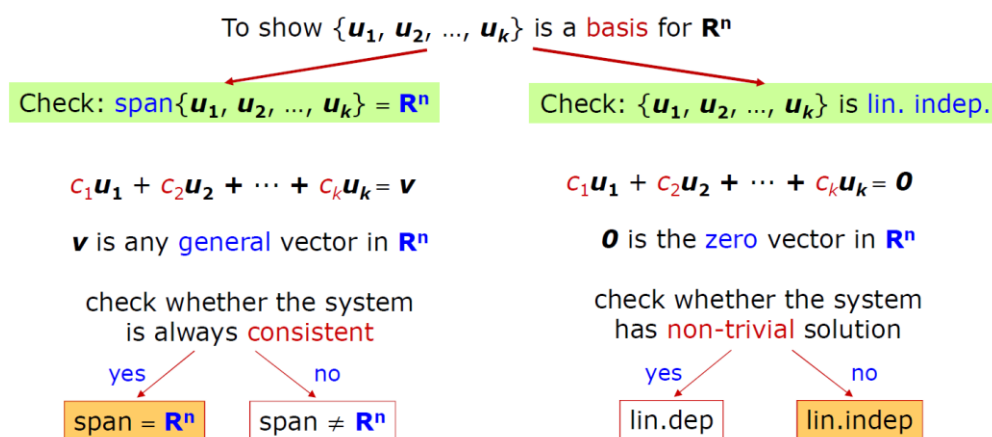 To show {u₁, u₂, ..., uₖ} is a basis for Rⁿ
Check: span{u₁, u₂, ..., uₖ} = Rⁿ
c₁u₁ + c₂u₂ + ⋯ + cₖuₖ = v
v is any general vector in Rⁿ
check whether the system
is always consistent
yes
no
span = Rⁿ
span ≠ Rⁿ
Check: {u₁, u₂, ..., uₖ} is lin. indep.
c₁u₁ + c₂u₂ + ⋯ + cₖuₖ = 0
0 is the zero vector in Rⁿ
check whether the system
has non-trivial solution
yes
no
lin.dep
lin.indep